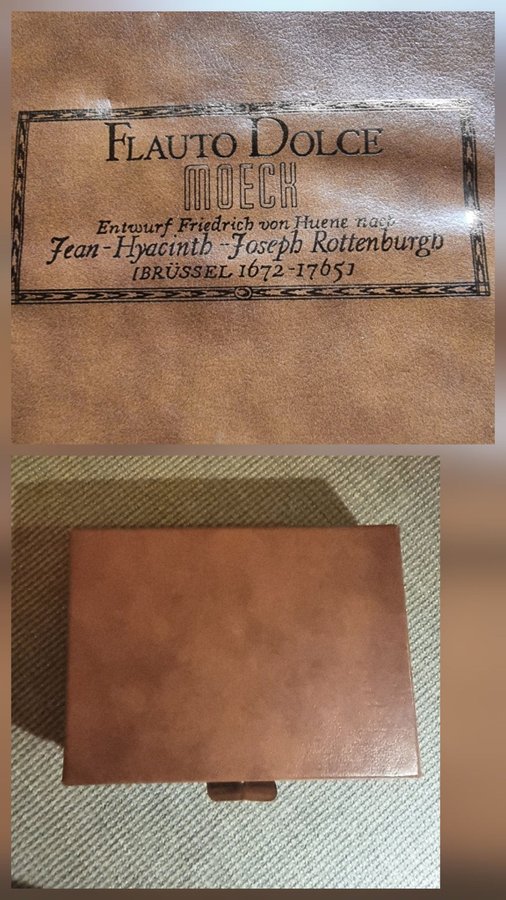 FLAUTO DOLCE
MOECK
Entwurf Friedrich von Huene nach
Jean-Hyacinth-Joseph Rottenburgh
[BRÜSSEL 1672-1765]